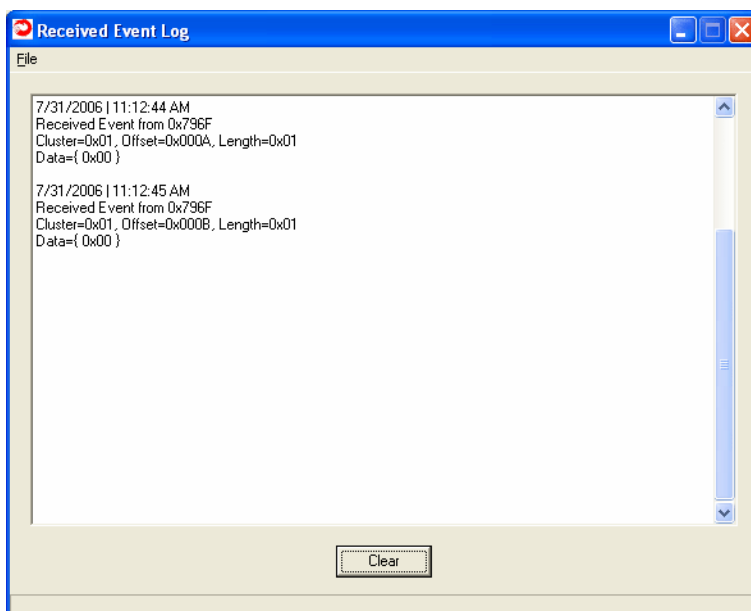 Received Event Log
File
7/31/2006 | 11:12:44 AM
Received Event from 0x796F
Cluster=0x01, Offset=0x000A, Length=0x01
Data={ 0x00 }
7/31/2006 | 11:12:45 AM
Received Event from 0x796F
Cluster=0x01, Offset=0x000B, Length=0x01
Data={ 0x00 }
Clear